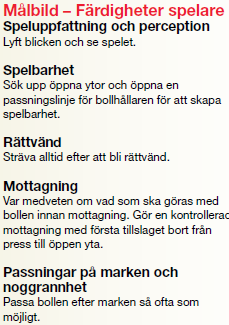 Målbild – Färdigheter spelare
Speluppfattning och perception
Lyft blicken och se spelet.
Spelbarhet
Sök upp öppna ytor och öppna en
passningslinje för bollhållaren för att skapa
spelbarhet.
Rättvänd
Sträva alltid efter att bli rättvänd.
Mottagning
Var medveten om vad som ska göras med
bollen innan mottagning. Gör en kontrollerad
mottagning med första tillslaget bort från
press till öppen yta.
Passningar på marken och
noggrannhet
Passa bollen efter marken så ofta som
möjligt.